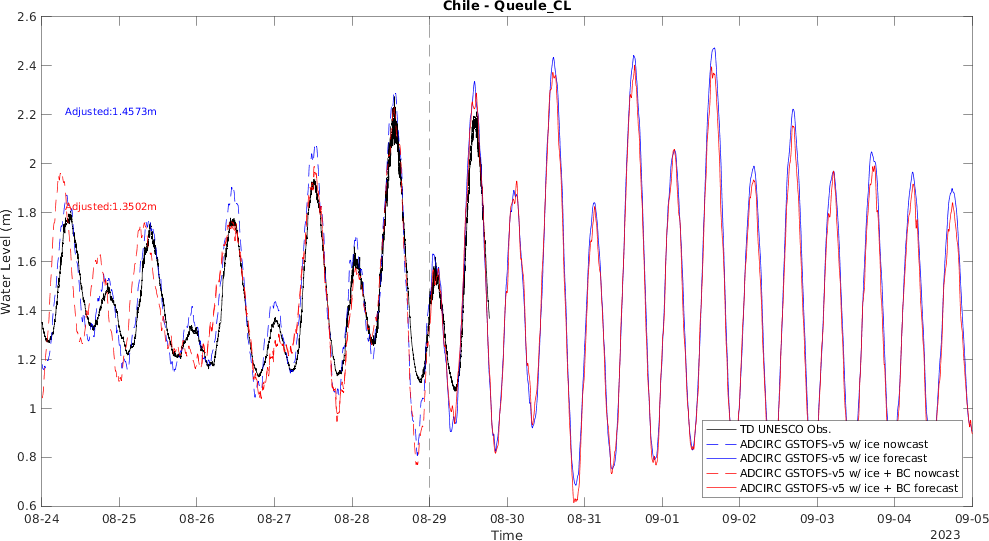 Chile - Queule_CL
2.6
2.4
2.2
2
1.8
1.6
1.4
1.2
1
0.8
0.6
Water Level (m)
Adjusted:1.4573m
Adjusted:1.3502m
TD UNESCO Obs.
ADCIRC GSTOFS-v5 w/ ice nowcast
ADCIRC GSTOFS-v5 w/ ice forecast
ADCIRC GSTOFS-v5 w/ ice + BC nowcast
ADCIRC GSTOFS-v5 w/ ice + BC forecast
08-24 08-25 08-26 08-27 08-28 08-29 08-30 08-31 09-01 09-02 09-03 09-04 09-05
Time
2023